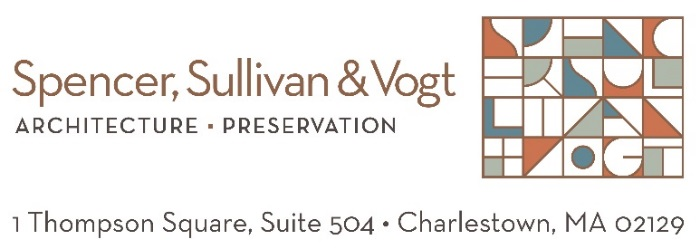 Spencer, Sullivan & Vogt
ARCHITECTURE • PRESERVATION
1 Thompson Square, Suite 504 • Charlestown, MA 02129